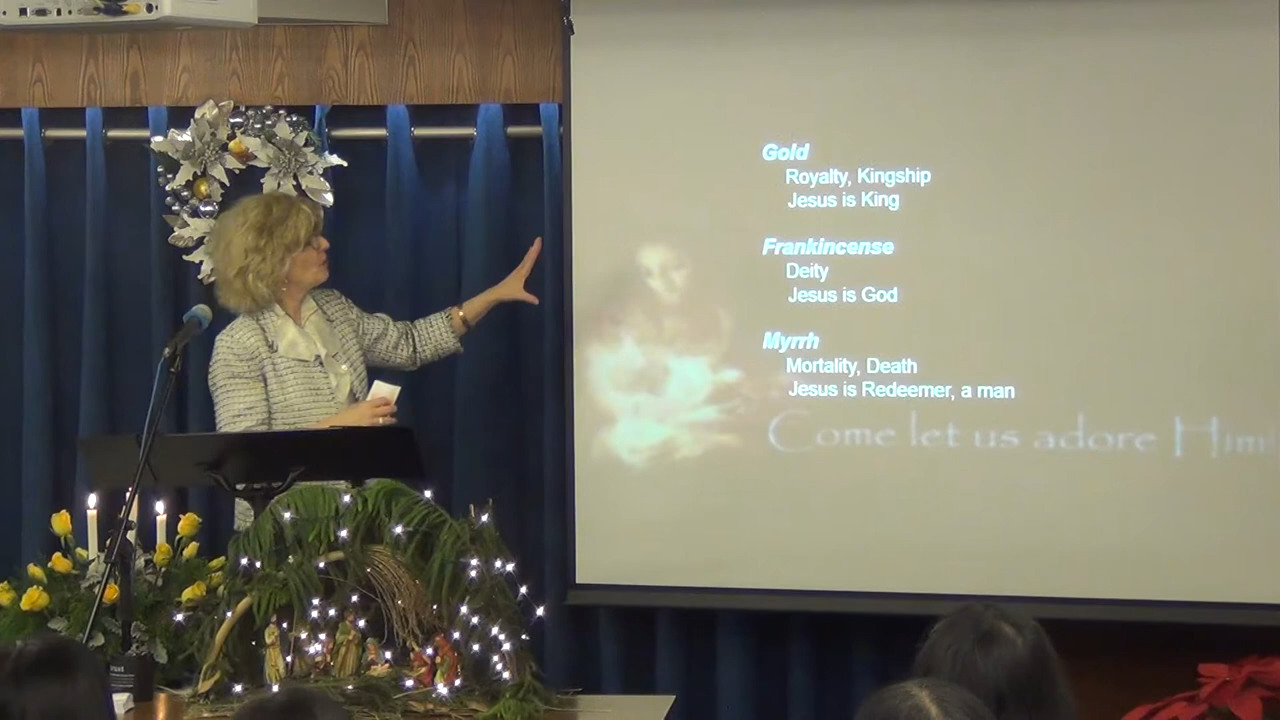 Gold
Royalty, Kingship
Jesus is King
Frankincense
Deity
Jesus is God
Myrrh
Mortality, Death
Jesus is Redeemer, a man
Come let us adore Him!